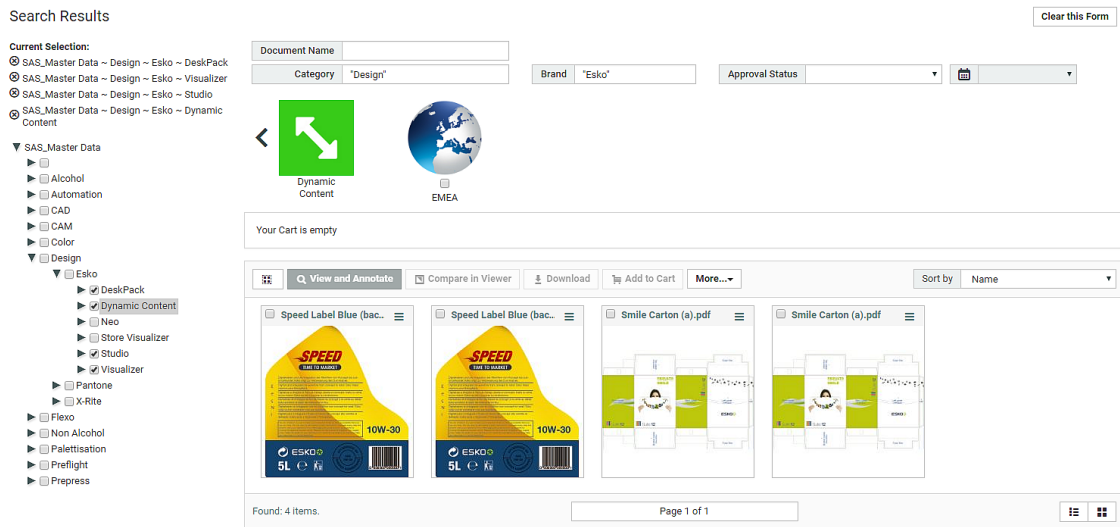 Search Results
Clear this Form
Current Selection:
SAS_Master Data ~ Design ~ Esko ~ DeskPack
SAS_Master Data ~ Design ~ Esko ~ Visualizer
SAS_Master Data ~ Design ~ Esko ~ Studio
SAS_Master Data ~ Design ~ Esko ~ Dynamic
Content
SAS_Master Data
Alcohol
Automation
CAD
CAM
Color
Design
Esko
DeskPack
Dynamic Content
Neo
Store Visualizer
Studio
Visualizer
Pantone
X-Rite
Flexo
Non Alcohol
Palettisation
Preflight
Prepress
Document Name
Category "Design" Brand "Esko" Approval Status
Dynamic
Content
EMEA
Your Cart is empty
View and Annotate Compare in Viewer Download Add to Cart More... Sort by Name
Speed Label Blue (bac..
SPEED
TIME TO MARKET
10W-30
ESKO
5L
Speed Label Blue (bac..
SPEED
TIME TO MARKET
10W-30
ESKO
5L
Smile Carton (a).pdf
ESKO
Smile Carton (a).pdf
ESKO
Found: 4 items.
Page 1 of 1